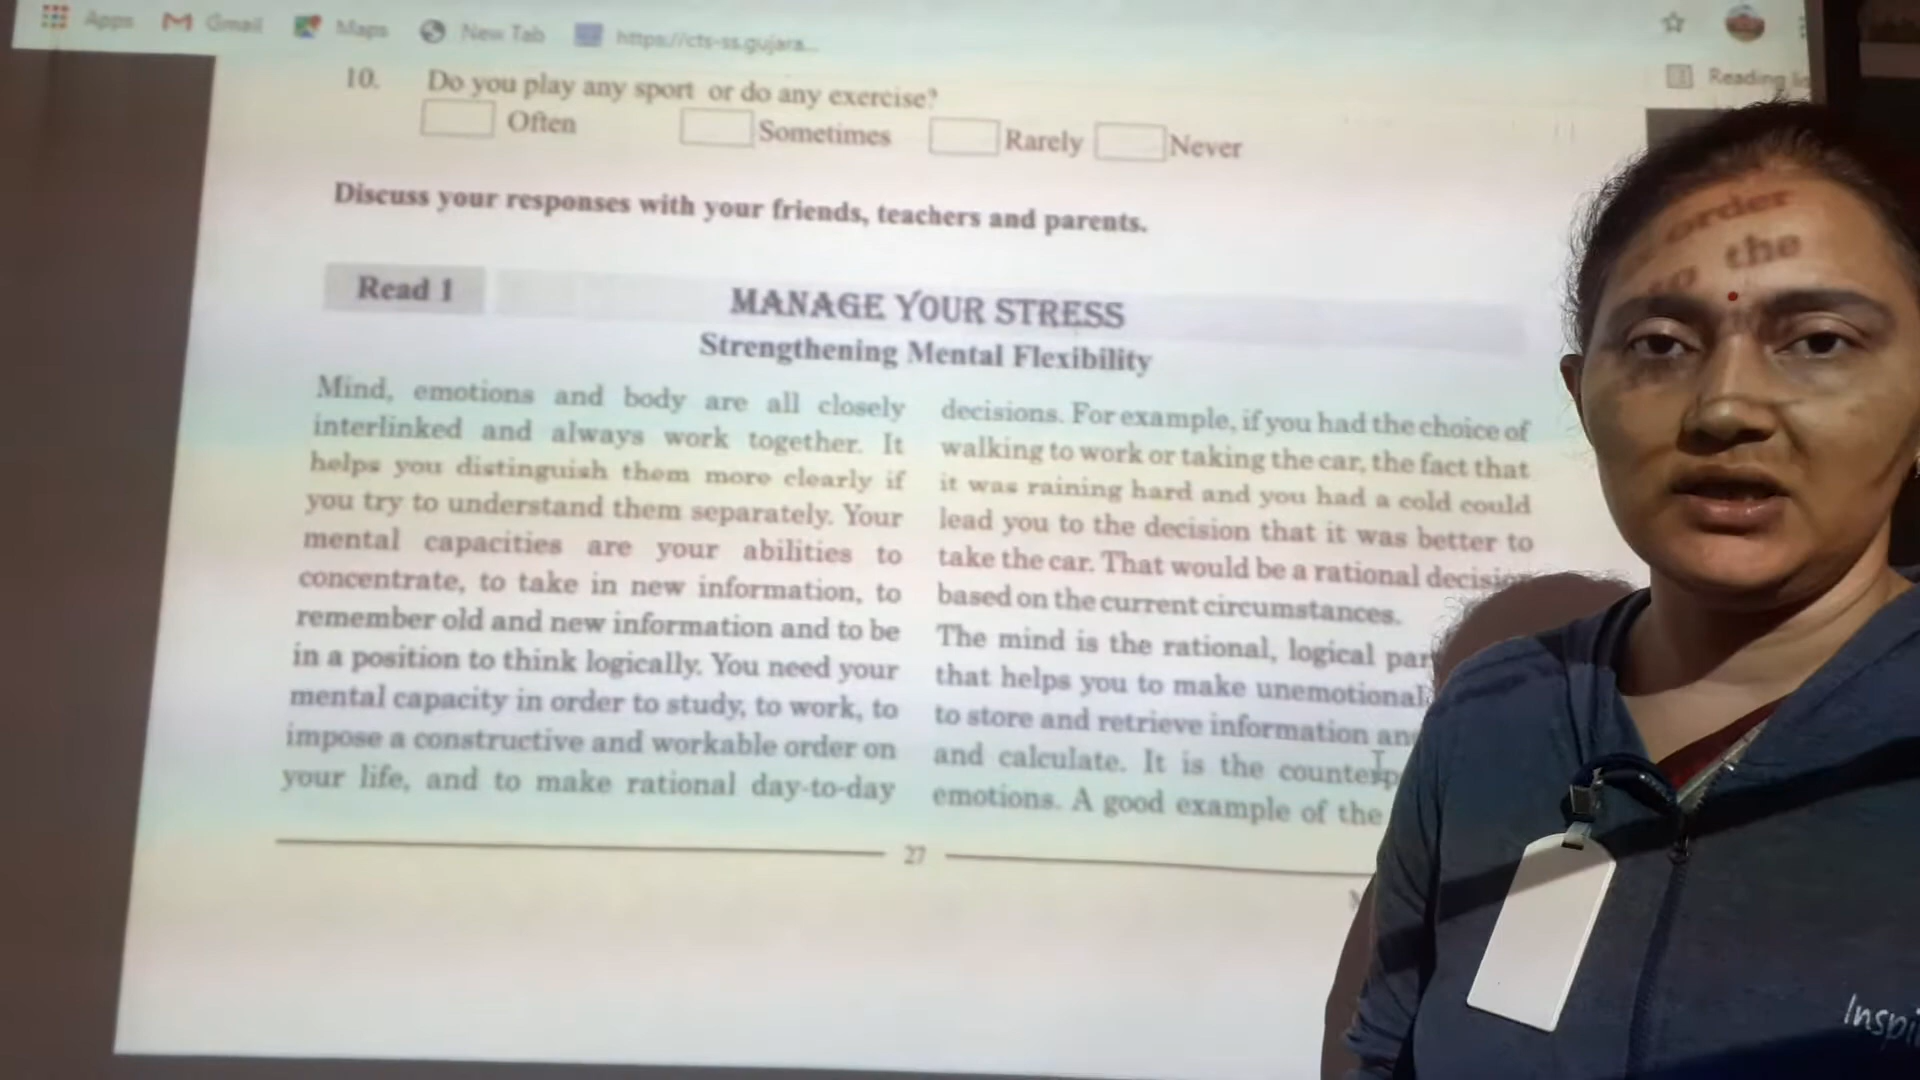 Apps Gmail Maps New Tab https://cts-ss.gujara...
Reading
10. Do you play any sport or do any exercise?
Often Sometimes Rarely Never
Discuss your responses with your friends, teachers and parents.
Read 1
MANAGE YOUR STRESS
Strengthening Mental Flexibility
Mind, emotions and body are all closely
interlinked and always work together. It
helps you distinguish them more clearly if
you try to understand them separately. Your
mental capacities are your abilities to
concentrate, to take in new information, to
remember old and new information and to be
in a position to think logically. You need your
mental capacity in order to study, to work, to
impose a constructive and workable order on
your life, and to make rational day-to-day
decisions. For example, if you had the choice of
walking to work or taking the car, the fact that
it was raining hard and you had a cold could
lead you to the decision that it was better to
take the car. That would be a rational
based on the current circumstances.
The mind is the rational, logical
that helps you to make unemotional
to store and retrieve information
and calculate. It is the
emotions. A good example of the
27
order
the